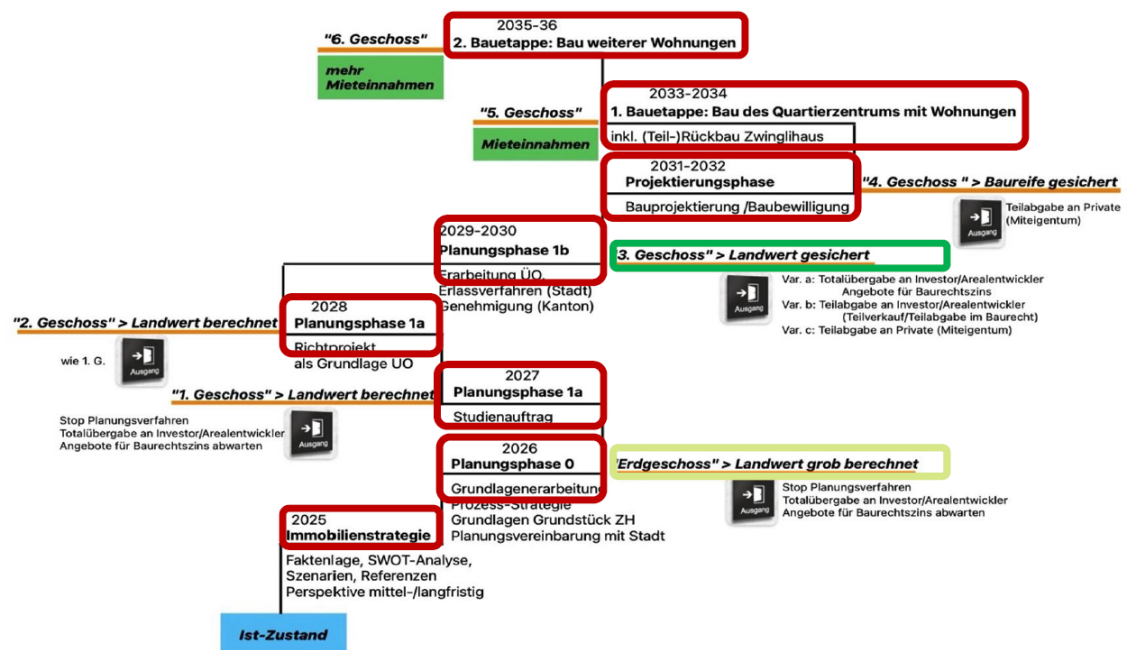 2035-36
"6. Geschoss"
2. Bauetappe: Bau weiterer Wohnungen
mehr
Mieteinnahmen
2033-2034
"5. Geschoss"
1. Bauetappe: Bau des Quartierzentrums mit Wohnungen
Mieteinnahmen
inkl. (Teil-)Rückbau Zwinglihaus
2031-2032
Projektierungsphase
"4. Geschoss " > Baureife gesichert
Bauprojektierung /Baubewilligung
Ausgang
Teilabgabe an Private
(Miteigentum)
2029-2030
Planungsphase 1b
3. Geschoss" > Landwert gesichert
Erarbeitung ÜO,
Erlassverfahren (Stadt)
Genehmigung (Kanton)
Ausgang
Var. a: Totalübergabe an Investor/Arealentwickler
Angebote für Baurechtszins
Var. b: Teilabgabe an Investor/Arealentwickler
(Teilverkauf/Teilabgabe im Baurecht)
Var. c: Teilabgabe an Private (Miteigentum)
2028
"2. Geschoss" > Landwert berechnet
Planungsphase 1a
Richtprojekt
als Grundlage UO
wie 1. G.
Ausgang
2027
"1. Geschoss" > Landwert berechnet
Planungsphase 1a
Studienauftrag
Stop Planungsverfahren
Totalübergabe an Investor/Arealentwickler
Angebote für Baurechtszins abwarten
Ausgang
2026
Planungsphase 0
"Erdgeschoss" > Landwert grob berechnet
Grundlagenerarbeitung
Prozess-Strategie
Grundlagen Grundstück ZH
Planungsvereinbarung mit Stadt
Ausgang
Stop Planungsverfahren
Totalübergabe an Investor/Arealentwickler
Angebote für Baurechtszins abwarten
2025
Immobilienstrategie
Faktenlage, SWOT-Analyse,
Szenarien, Referenzen
Perspektive mittel-/langfristig
Ist-Zustand